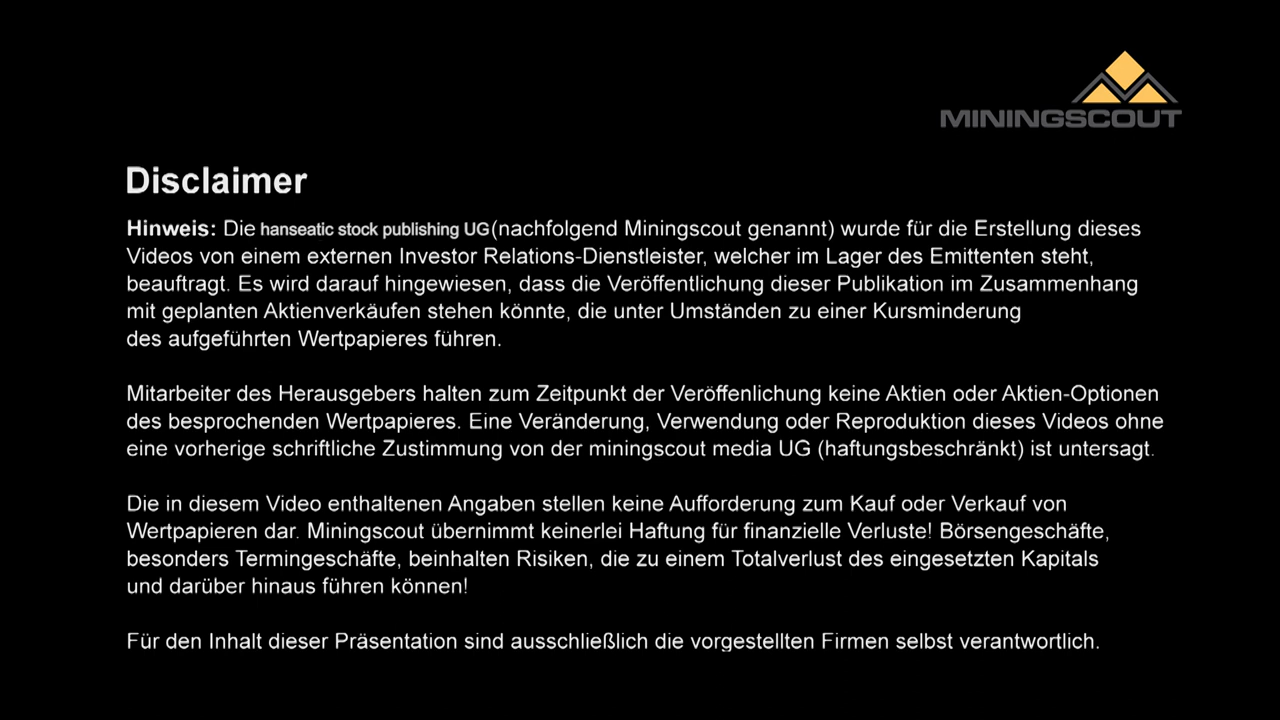 MININGSCOUT
Disclaimer
Hinweis: Die hanseatic stock publishing UG(nachfolgend Miningscout genannt) wurde für die Erstellung dieses
Videos von einem externen Investor Relations-Dienstleister, welcher im Lager des Emittenten steht,
beauftragt. Es wird darauf hingewiesen, dass die Veröffentlichung dieser Publikation im Zusammenhang
mit geplanten Aktienverkäufen stehen könnte, die unter Umständen zu einer Kursminderung
des aufgeführten Wertpapieres führen.
Mitarbeiter des Herausgebers halten zum Zeitpunkt der Veröffenlichung keine Aktien oder Aktien-Optionen
des besprochenden Wertpapieres. Eine Veränderung, Verwendung oder Reproduktion dieses Videos ohne
eine vorherige schriftliche Zustimmung von der miningscout media UG (haftungsbeschränkt) ist untersagt.
Die in diesem Video enthaltenen Angaben stellen keine Aufforderung zum Kauf oder Verkauf von
Wertpapieren dar. Miningscout übernimmt keinerlei Haftung für finanzielle Verluste! Börsengeschäfte,
besonders Termingeschäfte, beinhalten Risiken, die zu einem Totalverlust des eingesetzten Kapitals
und darüber hinaus führen können!
Für den Inhalt dieser Präsentation sind ausschließlich die vorgestellten Firmen selbst verantwortlich.